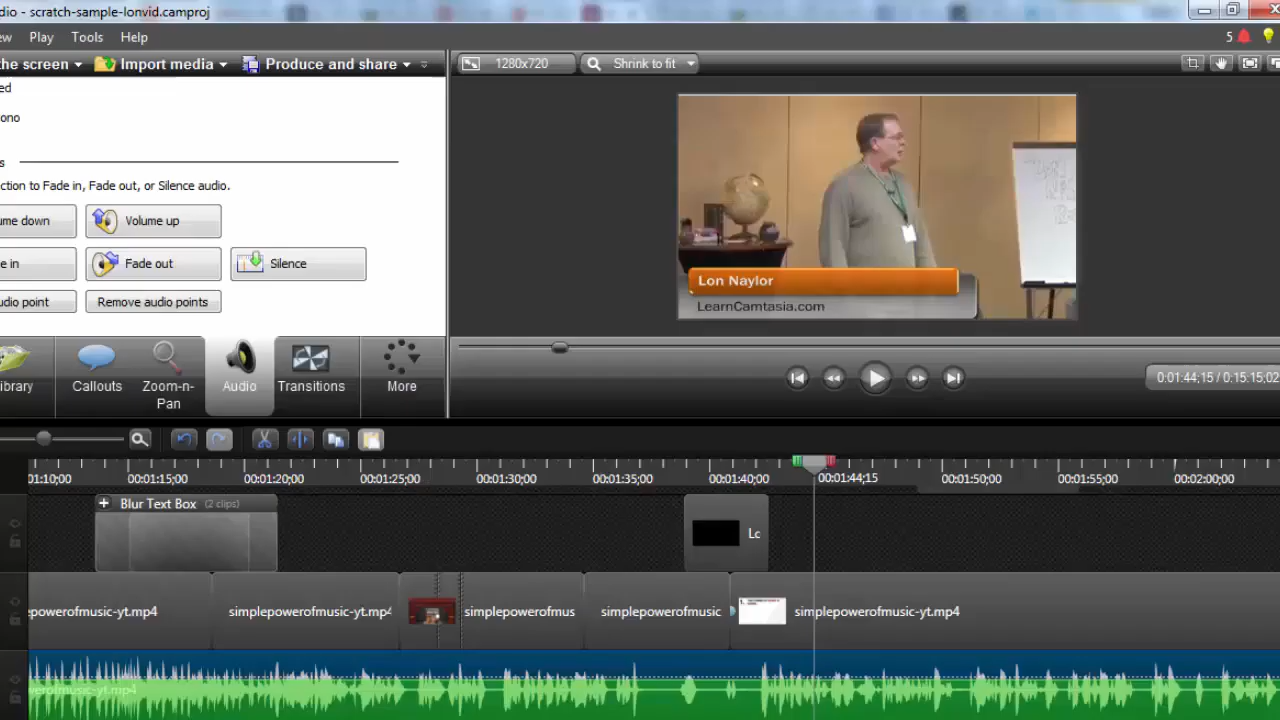 dio - scratch-sample-lonvid.camproj
ew Play Tools Help
5
the screen Import media Produce and share
1280x720 Shrink to fit
ed
ono
s
ction to Fade in, Fade out, or Silence audio.
ume down Volume up
e in Fade out Silence
udio point Remove audio points
Lon Naylor
LearnCamtasia.com
ibrary Callouts Zoom-n-Pan Audio Transitions More
0:01:44;15 / 0:15:15;02
01:10;00 00:01:15;00 00:01:20;00 00:01:25;00 00:01:30;00 00:01:35;00 00:01:40;00 00:01:44;15 00:01:50;00 00:01:55;00 00:02:00;00
+ Blur Text Box (2 clips)
Lc
epowerofmusic-yt.mp4 simplepowerofmusic-yt.mp4 simplepowerofmus simplepowerofmusic simplepowerofmusic-yt.mp4
werofmusic-yt.mp4